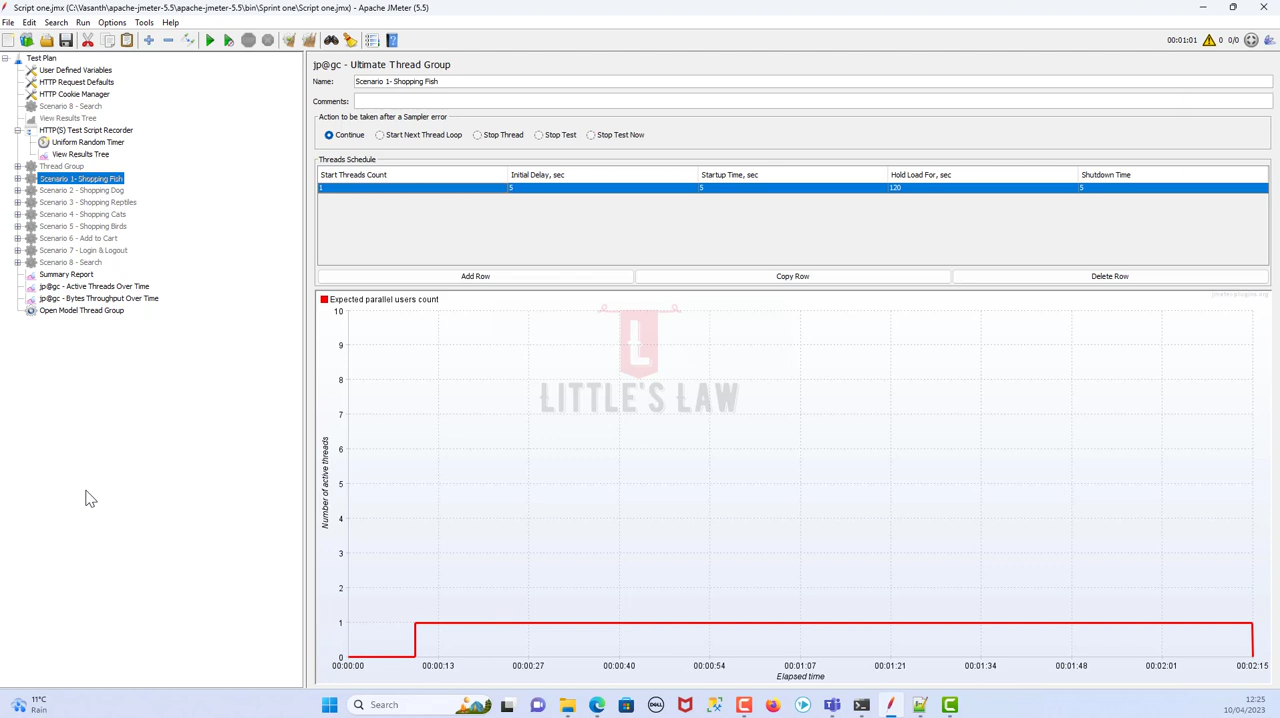 Script one.jmx (C:\Vasanth\apache-jmeter-5.5\apache-jmeter-5.5\bin\Sprint one\Script one.jmx) - Apache JMeter (5.5)
File Edit Search Run Options Tools Help
00:01:01 0 0/0
Test Plan
User Defined Variables
HTTP Request Defaults
HTTP Cookie Manager
Scenario 8 - Search
View Results Tree
HTTP(S) Test Script Recorder
Uniform Random Timer
View Results Tree
Thread Group
Scenario 1- Shopping Fish
Scenario 2 - Shopping Dog
Scenario 3 - Shopping Reptiles
Scenario 4 - Shopping Cats
Scenario 5 - Shopping Birds
Scenario 6 - Add to Cart
Scenario 7 - Login & Logout
Scenario 8 - Search
Summary Report
jp@gc - Active Threads Over Time
jp@gc - Bytes Throughput Over Time
Open Model Thread Group
jp@gc - Ultimate Thread Group
Name: Scenario 1- Shopping Fish
Comments:
Action to be taken after a Sampler error
Continue Start Next Thread Loop Stop Thread Stop Test Stop Test Now
Threads Schedule
Start Threads Count Initial Delay, sec Startup Time, sec Hold Load For, sec Shutdown Time
1 5 5 120 5
Add Row Copy Row Delete Row
Expected parallel users count
jmeter-plugins.org
10
9
8
7
6
5
4
3
2
1
0
Number of active threads
L
LITTLE'S LAW
00:00:00 00:00:13 00:00:27 00:00:40 00:00:54 00:01:07 00:01:21 00:01:34 00:01:48 00:02:01 00:02:15
Elapsed time
11°C
Rain
Search
DELL
12:25
10/04/2023